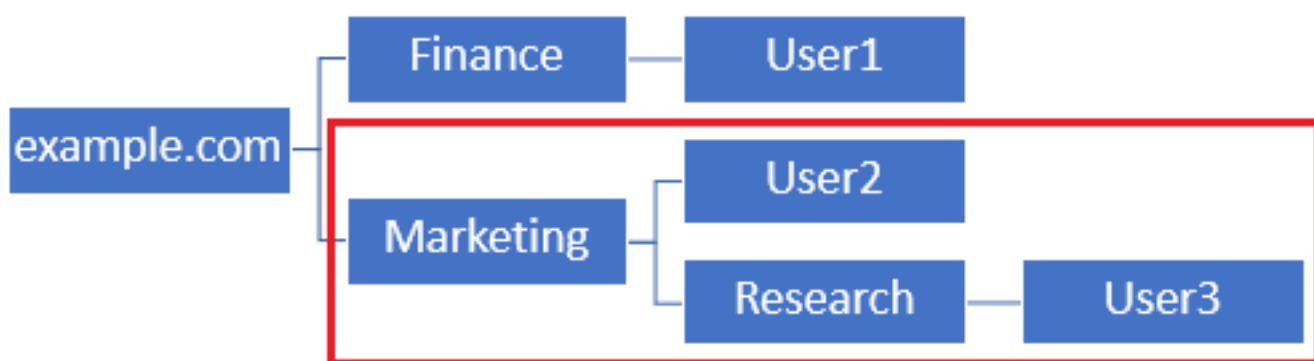 example.com
Finance
User1
Marketing
User2
Research
User3